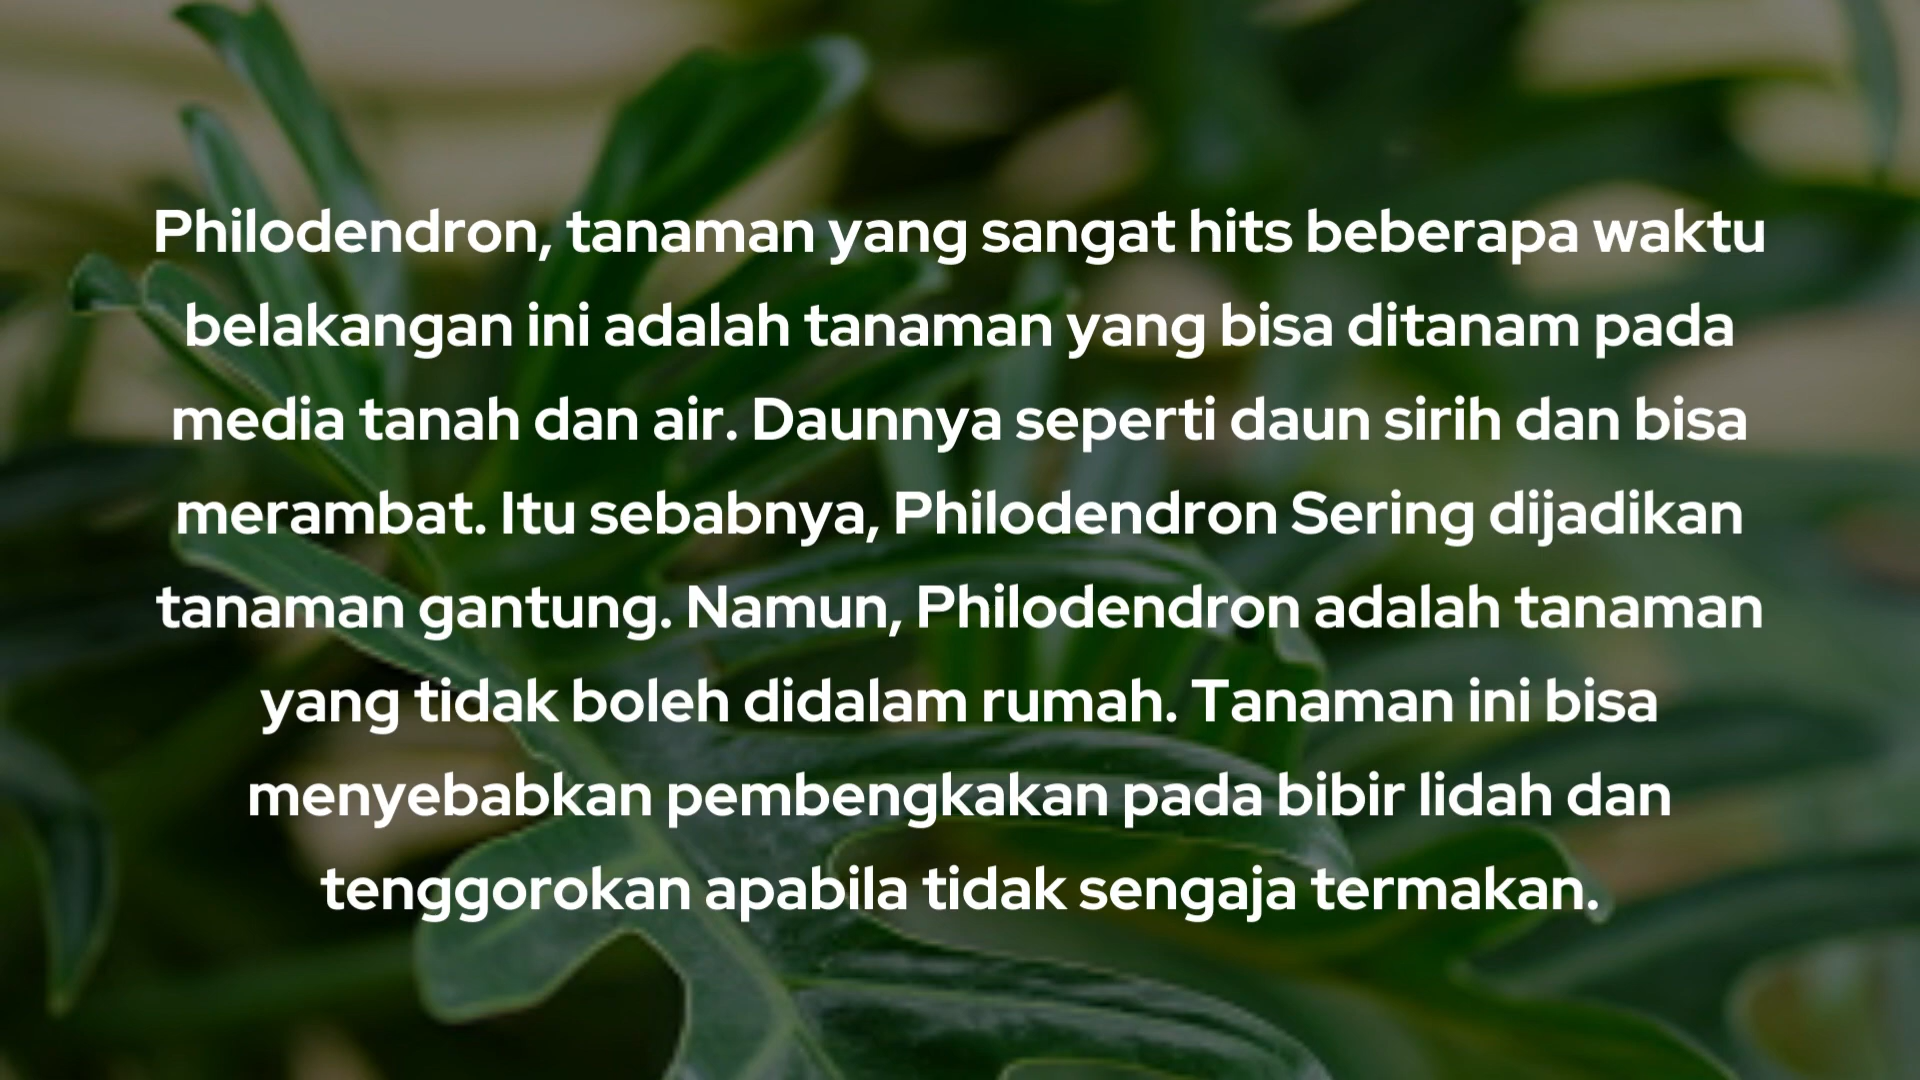 Philodendron, tanaman yang sangat hits beberapa waktu
belakangan ini adalah tanaman yang bisa ditanam pada
media tanah dan air. Daunnya seperti daun sirih dan bisa
merambat. Itu sebabnya, Philodendron Sering dijadikan
tanaman gantung. Namun, Philodendron adalah tanaman
yang tidak boleh didalam rumah. Tanaman ini bisa
menyebabkan pembengkakan pada bibir lidah dan
tenggorokan apabila tidak sengaja termakan.